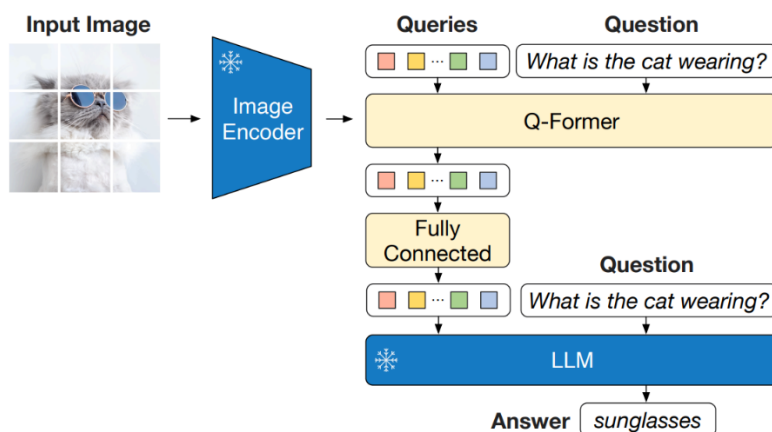 Input Image
Queries
Question
What is the cat wearing?
Image
Encoder
Q-Former
Fully
Connected
Question
What is the cat wearing?
LLM
Answer
sunglasses